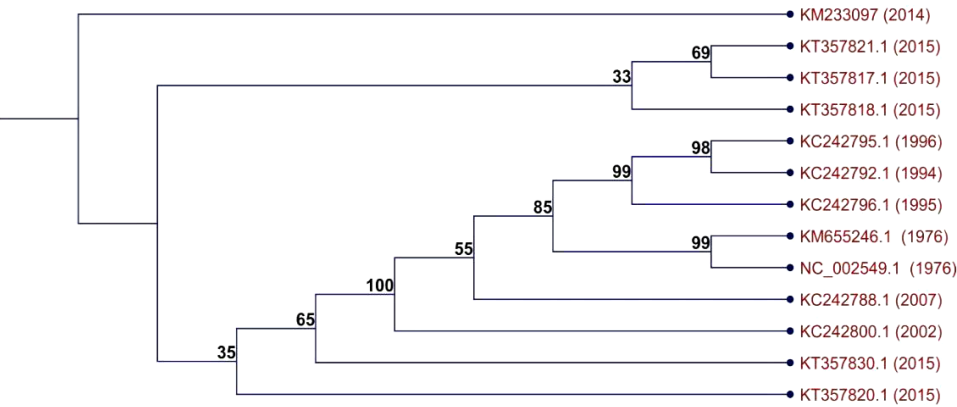 KM233097 (2014)
KT357821.1 (2015)
69
KT357817.1 (2015)
33
KT357818.1 (2015)
KC242795.1 (1996)
98
KC242792.1 (1994)
99
KC242796.1 (1995)
85
KM655246.1 (1976)
99
NC_002549.1 (1976)
55
KC242788.1 (2007)
100
KC242800.1 (2002)
65
KT357830.1 (2015)
35
KT357820.1 (2015)